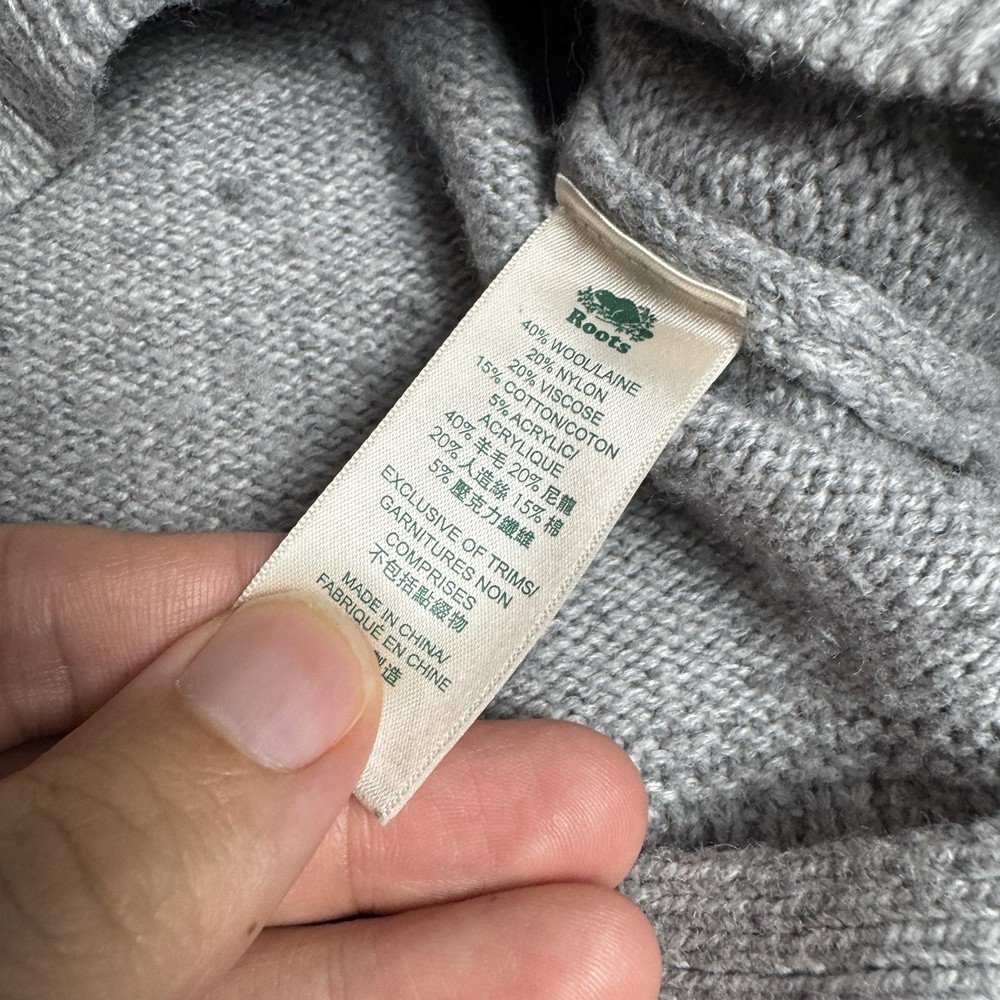 Roots
40% WOOL/LAINE
20% NYLON
20% VISCOSE
15% COTTON/COTON
5% ACRYLIC/
ACRYLIQUE
40% 羊毛 20% 尼龍
20% 人造絲 15% 棉
5% 壓克力纖維
EXCLUSIVE OF TRIMS/
GARNITURES NON
COMPRISES
不包括點綴物
MADE IN CHINA/
FABRIQUÉ EN CHINE
造